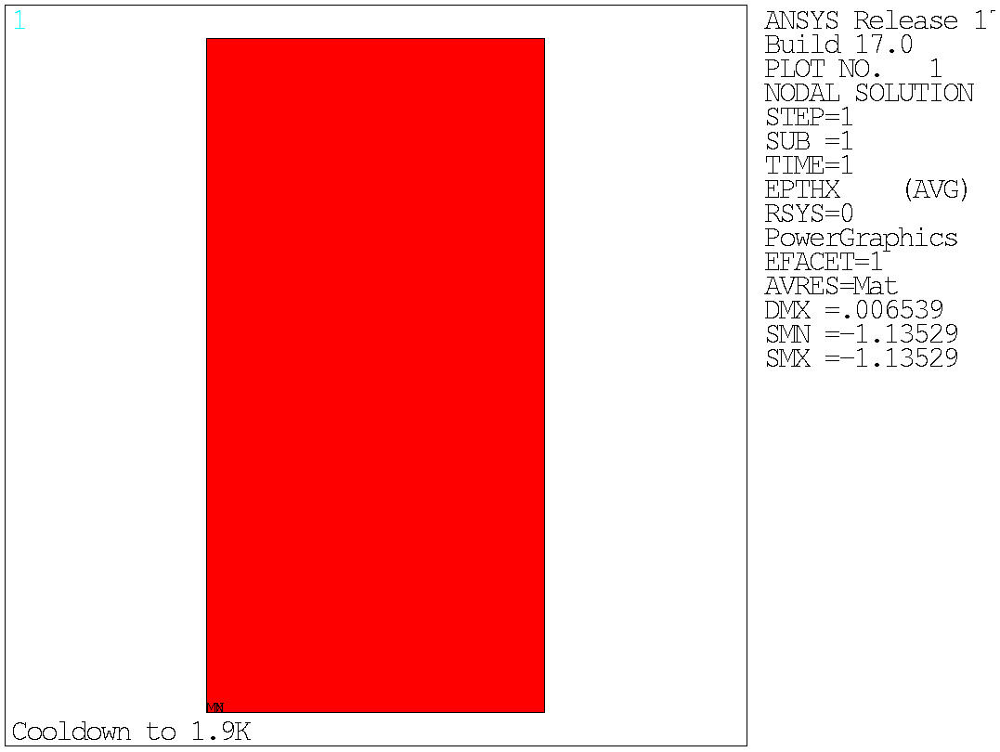 1
ANSYS Release 1
Build 17.0
PLOT NO. 1
NODAL SOLUTION
STEP=1
SUB =1
TIME=1
EPTHX (AVG)
RSYS=0
PowerGraphics
EFACET=1
AVRES=Mat
DMX =.006539
SMN =-1.13529
SMX =-1.13529
MN
Cooldown to 1.9K